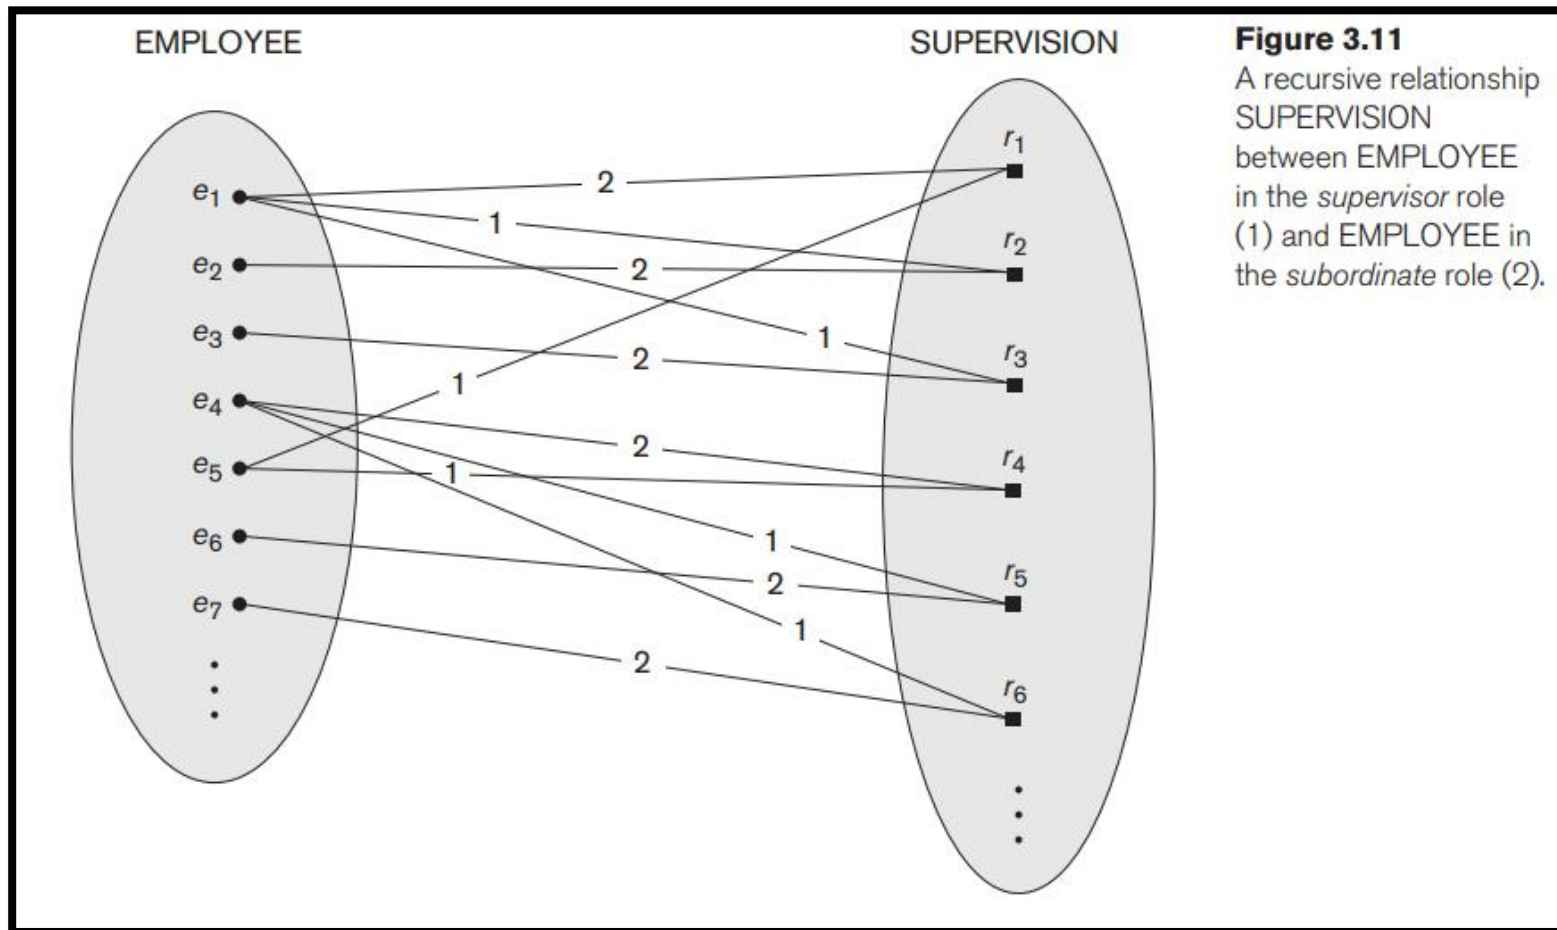 EMPLOYEE
SUPERVISION
Figure 3.11
A recursive relationship
SUPERVISION
between EMPLOYEE
in the supervisor role
(1) and EMPLOYEE in
the subordinate role (2).
r1
2
e1
1
r2
e2
2
1
e3
2
r3
1
e4
2
r4
e5
1
1
e6
r5
2
e7
1
2
r6